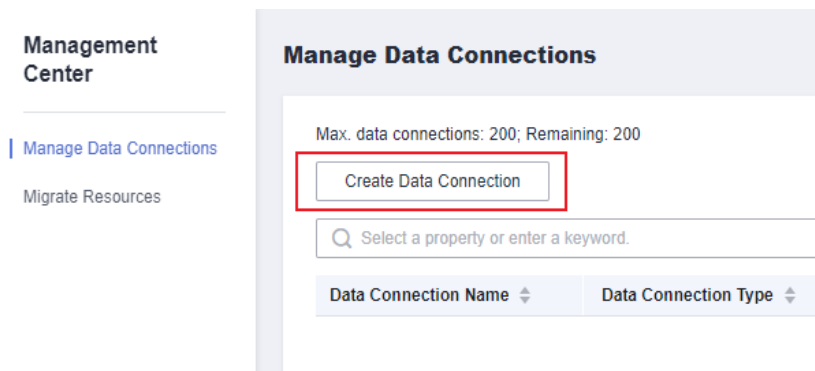 Management
Center
Manage Data Connections
Migrate Resources
Manage Data Connections
Max. data connections: 200; Remaining: 200
Create Data Connection
Select a property or enter a keyword.
Data Connection Name Data Connection Type